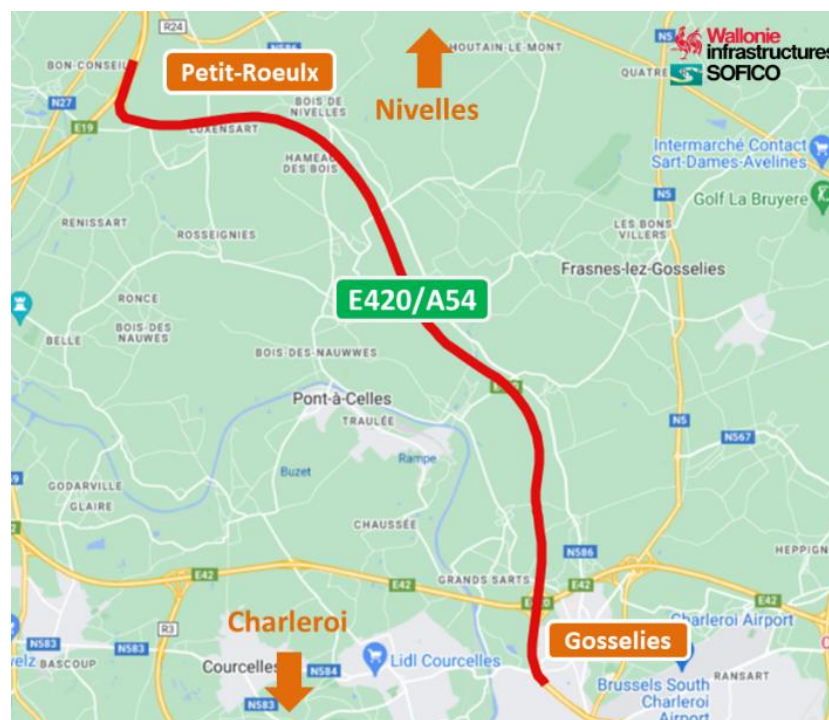 R24
N586
HOUTAIN-LE MONT
N5
Wallonie
infrastructures
SOFICO
BON-CONSEIL
Petit-Roeulx
QUATRE
Nivelles
N27
BOIS DE
NIVELLES
E19
LUXENSART
Intermarché Contact
Sart-Dames-Avelines
HAMEAU
DES BOIS
N5
Golf La Bruyere
RENISSART
ROSSEIGNIES
LES BONS
VILLERS
Frasnes-lez-Gosselies
E420/A54
RONCE
BOIS-DES
NAUWES
BELLE
BOIS-DES-NAUWWES
Pont-à-Celles
TRAULÉE
N5
N567
Buzet
Rampe
GODARVILLE
GLAIRE
CHAUSSÉE
N586
HEPPIGN
E42
E42
GRANDS SARTS
E42
Charleroi
Charleroi Airport
R3
Gosselies
N583
N583
BASCOUP
Courcelles
N584
Lidl Courcelles
RANSART
Brussels South
Charleroi
Airport
N583